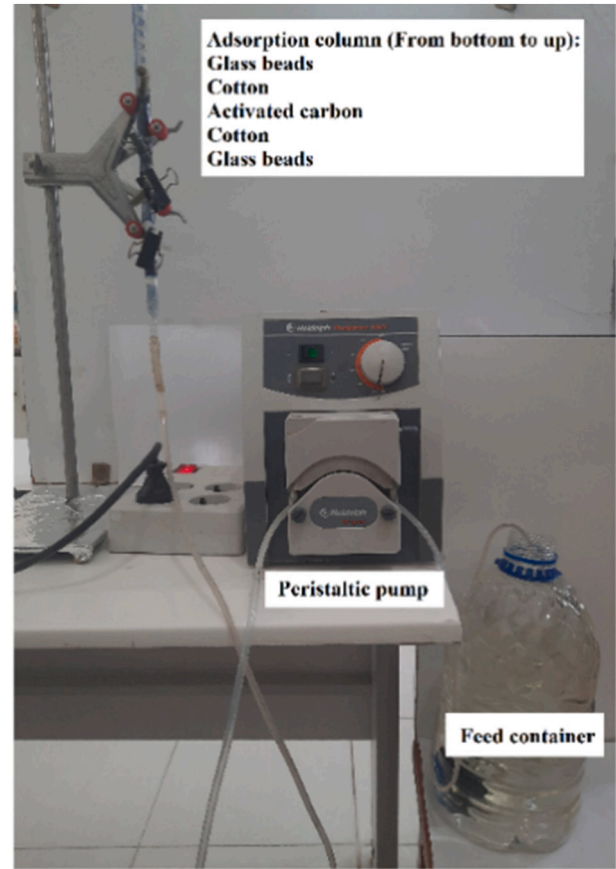 Adsorption column (From bottom to up):
Glass beads
Cotton
Activated carbon
Cotton
Glass beads
Heidolph
Heidolph
Peristaltic pump
Feed container